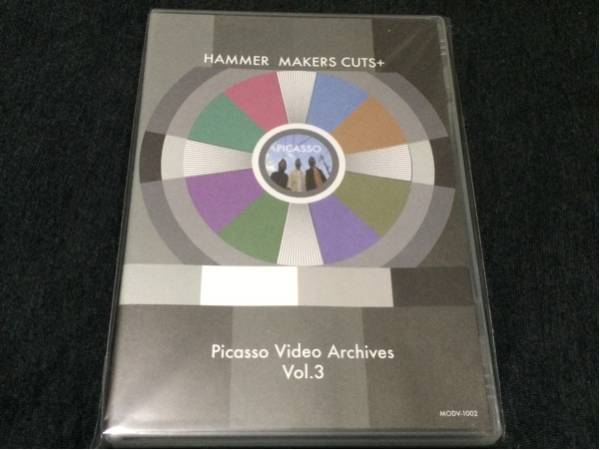 HAMMER MAKERS CUTS+
PICASSO
Picasso Video Archives
Vol.3
MODV-1002